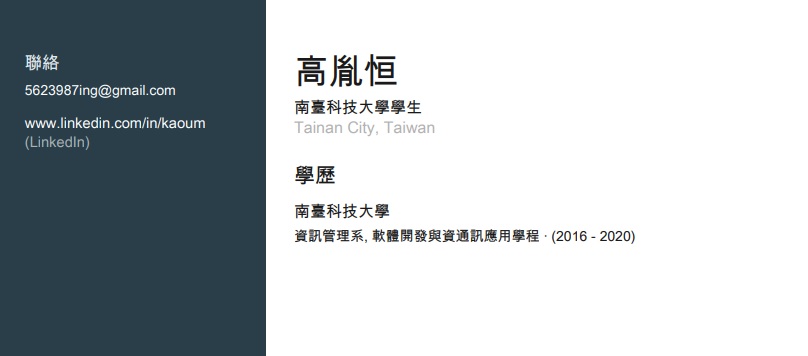 聯絡
5623987ing@gmail.com
www.linkedin.com/in/kaoum
(LinkedIn)
高胤恒
南臺科技大學學生
Tainan City, Taiwan
學歷
南臺科技大學
資訊管理系, 軟體開發與資通訊應用學程 · (2016 - 2020)